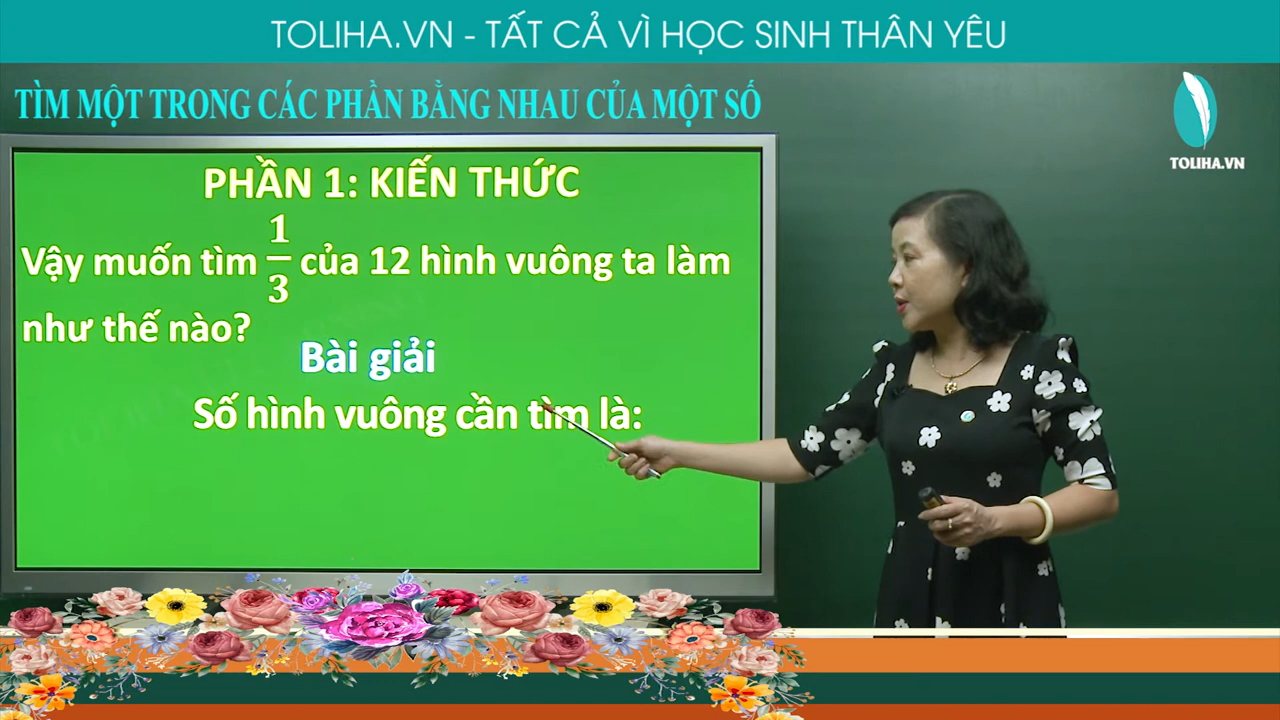 TOLIHA.VN - TẤT CẢ VÌ HỌC SINH THÂN YÊU
TÌM MỘT TRONG CÁC PHẦN BẰNG NHAU CỦA MỘT SỐ
TOLIHA.VN
PHẦN 1: KIẾN THỨC
Vậy muốn tìm 1/3 của 12 hình vuông ta làm
như thế nào?
Bài giải
Số hình vuông cần tìm là: